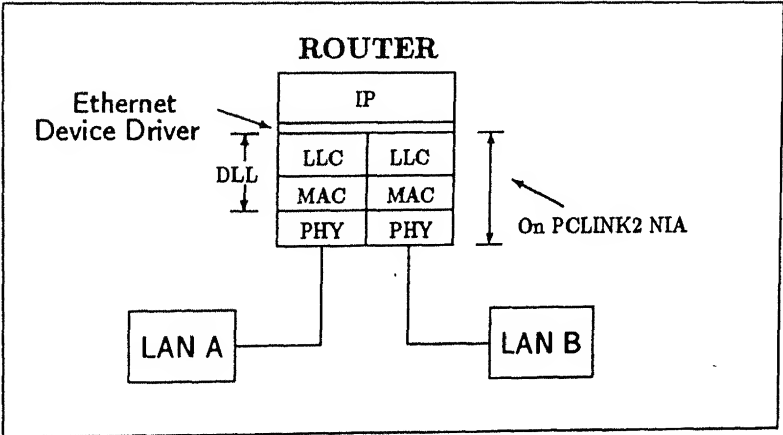 ROUTER
IP
Ethernet
Device Driver
LLC LLC
DLL
MAC MAC
On PCLINK2 NIA
PHY PHY
LAN A
LAN B